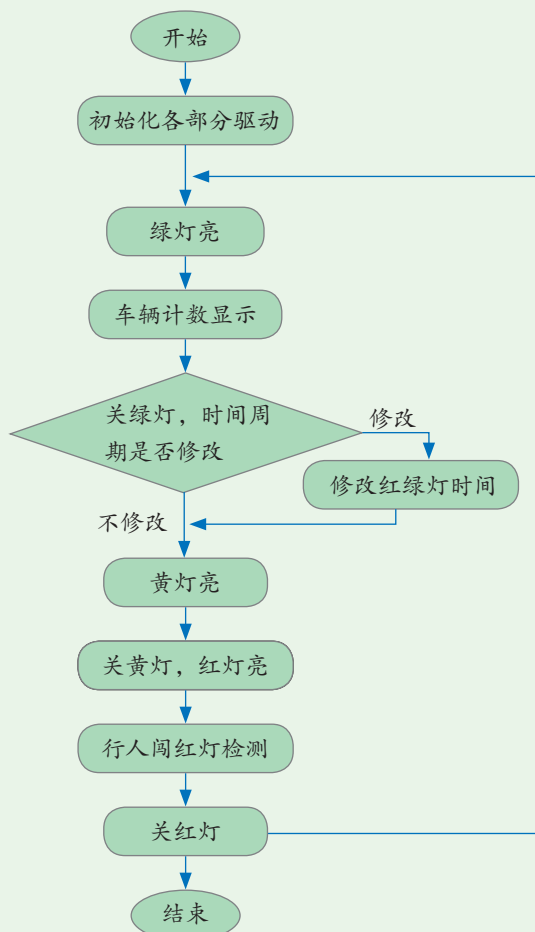 开始
初始化各部分驱动
绿灯亮
车辆计数显示
关绿灯，时间周
期是否修改
修改
修改红绿灯时间
不修改
黄灯亮
关黄灯，红灯亮
行人闯红灯检测
关红灯
结束